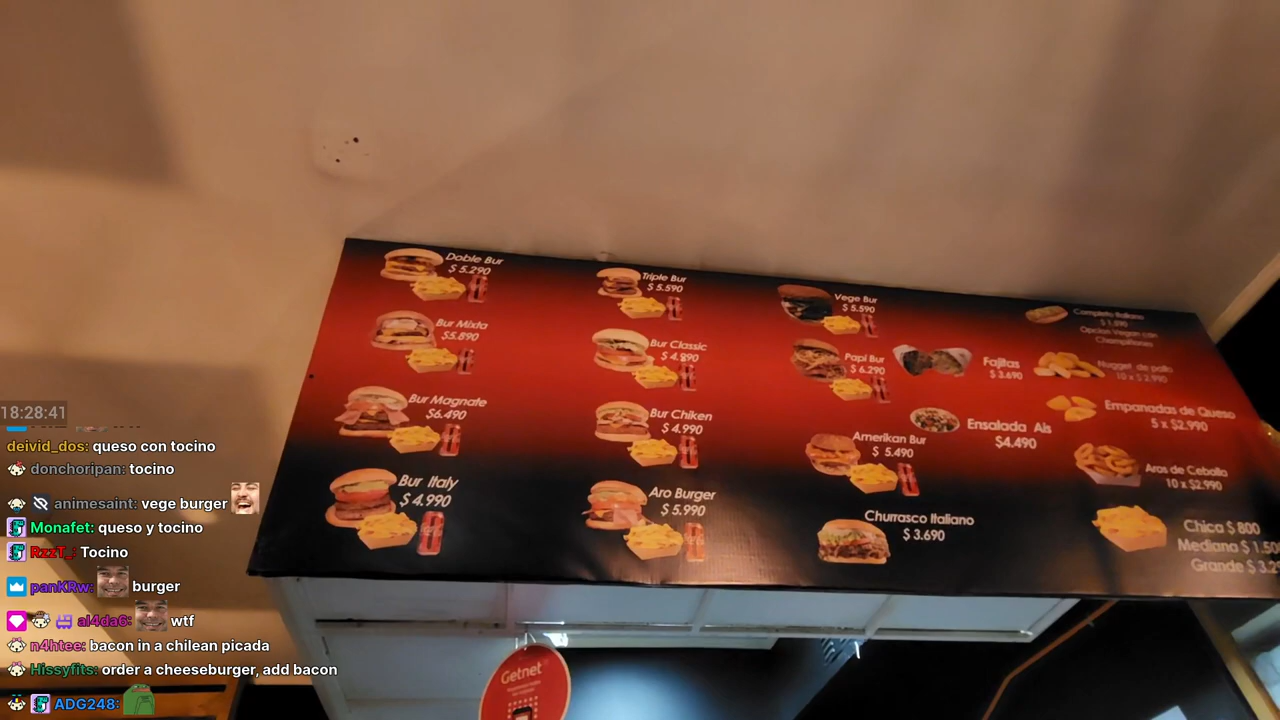 Doble Bur
$ 5.290
Bur Mixta
$5.890
Bur Magnate
$6.490
Bur Italy
$ 4.990
Triple Bur
$ 5.590
Bur Classic
$ 4.890
Bur Chiken
$ 4.990
Aro Burger
$ 5.990
Vege Bur
$ 5.590
Papi Bur
$ 6.290
Amerikan Bur
$ 5.490
Churrasco Italiano
$ 3.690
Fajitas
$ 3.690
Ensalada Ais
$4.490
Completo Italiano
Opcion Vegan con
Champiñones
Nugget de pollo
10 x $ 2.990
Empanadas de Queso
5 x $2.990
Aros de Cebolla
10 x $2.990
Chica $ 800
Mediana $ 1.50
Grande $ 3.2
Getnet
18:28:41
deivid_dos: queso con tocino
donchoripan: tocino
animesaint: vege burger
Monafet: queso y tocino
RzzT_: Tocino
panKRw: burger
al4da6: wtf
n4htee: bacon in a chilean picada
Hissyfits: order a cheeseburger, add bacon
ADG248: